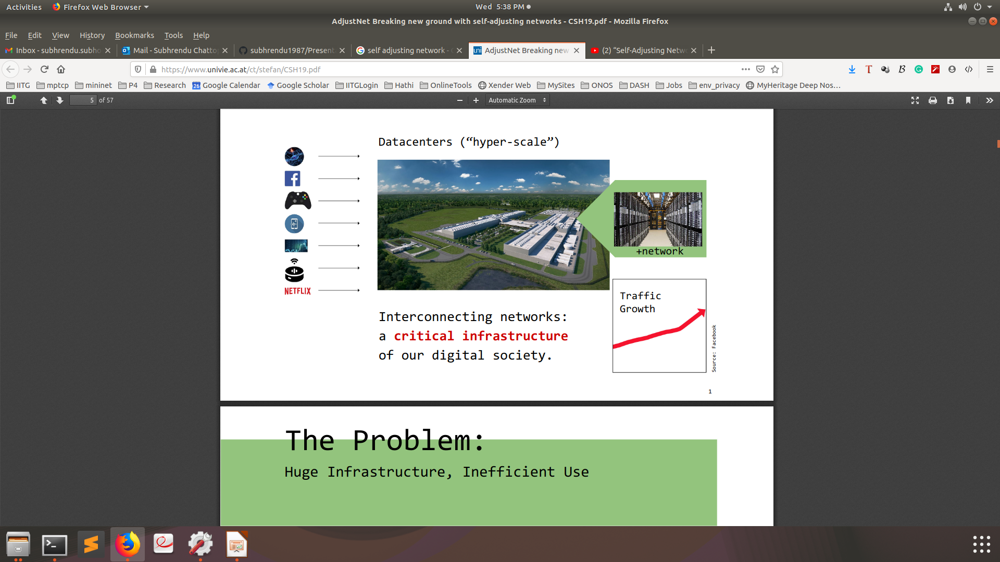 Activities
Firefox Web Browser
Wed 5:38 PM
AdjustNet Breaking new ground with self-adjusting networks - CSH19.pdf - Mozilla Firefox
File Edit View History Bookmarks Tools Help
Inbox - subhrendu.subho
Mail - Subhrendu Chatto
subhrendu1987/Present
self adjusting network -
AdjustNet Breaking new
(2) “Self-Adjusting Netw
https://www.univie.ac.at/ct/stefan/CSH19.pdf
IITG mptcp mininet P4 Research Google Calendar Google Scholar IITGLogin Hathi OnlineTools Xender Web MySites ONOS DASH Jobs env_privacy MyHeritage Deep Nos…
5 of 57
Automatic Zoom
Datacenters (“hyper-scale”)
NETFLIX
+network
Traffic
Growth
Source: Facebook
Interconnecting networks:
a critical infrastructure
of our digital society.
1
The Problem:
Huge Infrastructure, Inefficient Use